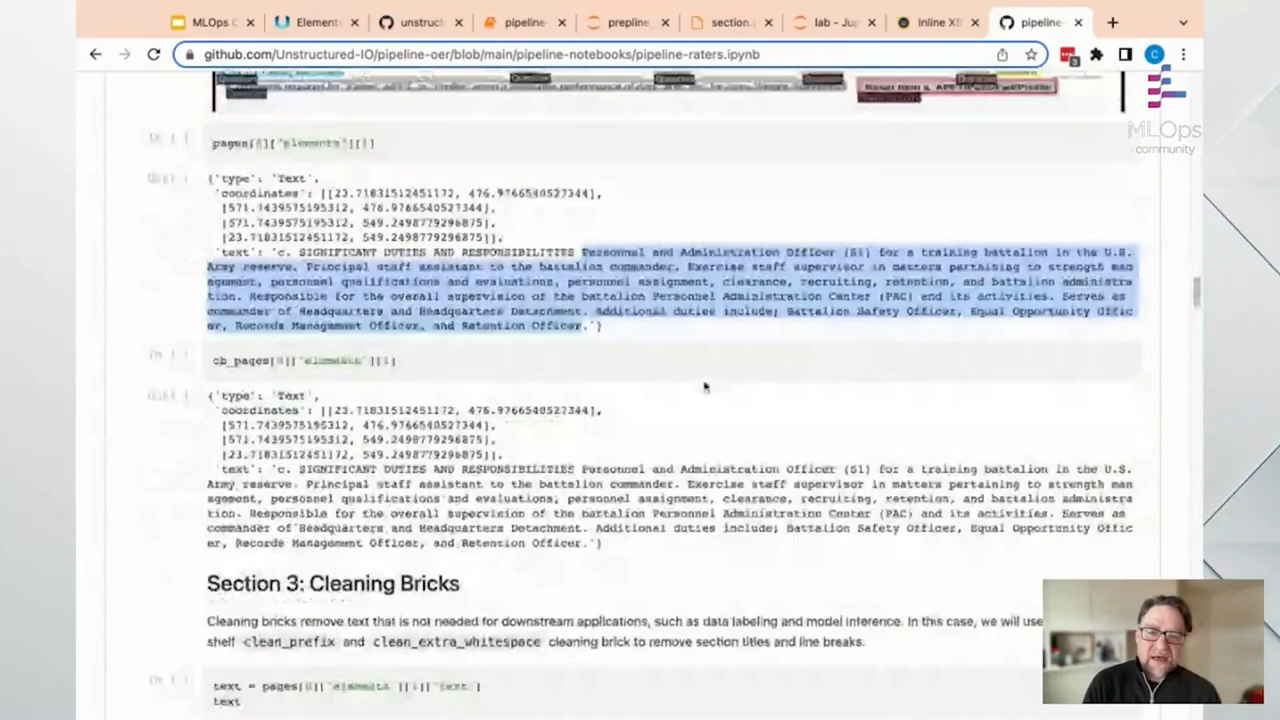 MLOps C
Elements
unstruct
pipeline-
prepline_
section.
lab - Jup
Inline XB
pipeline-
github.com/Unstructured-IO/pipeline-oer/blob/main/pipeline-notebooks/pipeline-raters.ipynb
C
3
MLOps
community
{'type': 'Text',
'coordinates': [[23.71831512451172, 476.9766540527344],
[571.7439575195312, 476.9766540527344],
[571.7439575195312, 549.2498779296875],
[23.71831512451172, 549.2498779296875]],
'text': 'c. SIGNIFICANT DUTIES AND RESPONSIBILITIES Personnel and Administration Officer (S1) for a training battalion in the U.S.
Army reserve. Principal staff assistant to the battalion commander. Exercise staff supervisor in matters pertaining to strength man
agement, personnel qualifications and evaluations, personnel assignment, clearance, recruiting, retention, and battalion administra
tion. Responsible for the overall supervision of the battalion Personnel Administration Center (PAC) and its activities. Serves as
commander of Headquarters and Headquarters Detachment. Additional duties include; Battalion Safety Officer, Equal Opportunity Offic
er, Records Management Officer, and Retention Officer.'}
{'type': 'Text',
'coordinates': [[23.71831512451172, 476.9766540527344],
[571.7439575195312, 476.9766540527344],
[571.7439575195312, 549.2498779296875],
[23.71831512451172, 549.2498779296875]],
'text': 'c. SIGNIFICANT DUTIES AND RESPONSIBILITIES Personnel and Administration Officer (S1) for a training battalion in the U.S.
Army reserve. Principal staff assistant to the battalion commander. Exercise staff supervisor in matters pertaining to strength man
agement, personnel qualifications and evaluations, personnel assignment, clearance, recruiting, retention, and battalion administra
tion. Responsible for the overall supervision of the battalion Personnel Administration Center (PAC) and its activities. Serves as
commander of Headquarters and Headquarters Detachment. Additional duties include; Battalion Safety Officer, Equal Opportunity Offic
er, Records Management Officer, and Retention Officer.'}
Section 3: Cleaning Bricks
Cleaning bricks remove text that is not needed for downstream applications, such as data labeling and model inference. In this case, we will use
shelf clean_prefix and clean_extra_whitespace cleaning brick to remove section titles and line breaks.
text